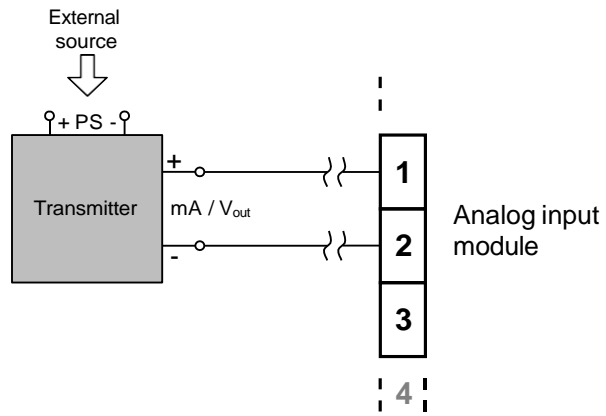 External
source
+ PS -
Transmitter
+
mA / Vout
-
1
2
3
4
Analog input
module